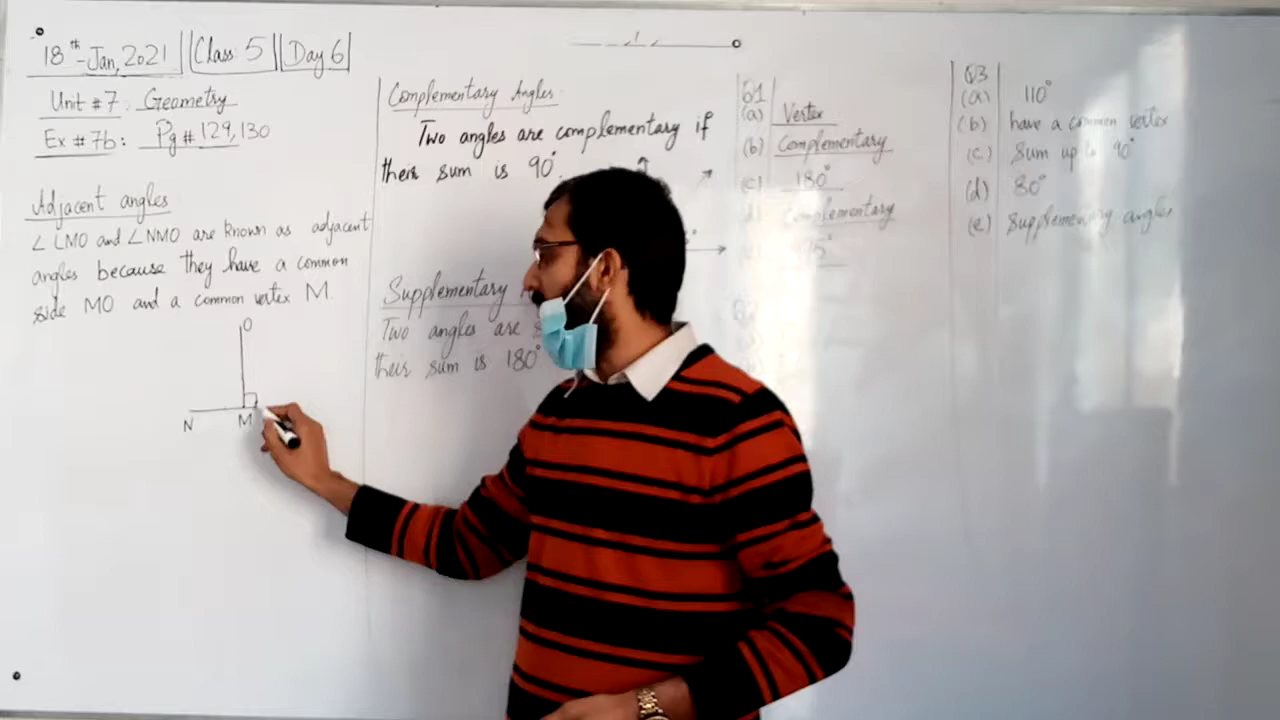 18th-Jan, 2021 Class 5 Day 6
Unit #7: Geometry
Ex #7b: Pg# 129, 130
Adjacent angles
∠LMO and ∠NMO are known as adjacent
angles because they have a common
side MO and a common vertex M.
O
N M
Complementary Angles
Two angles are complementary if
their sum is 90°.
Supplementary
Two angles are
their sum is 180°
Q1
(a) Vertex
(b) Complementary
(c) 180°
Complementary
75°
Q3
(a) 110°
(b) have a common vertex
(c) Sum up to 90°
(d) 80°
(e) Supplementary angles